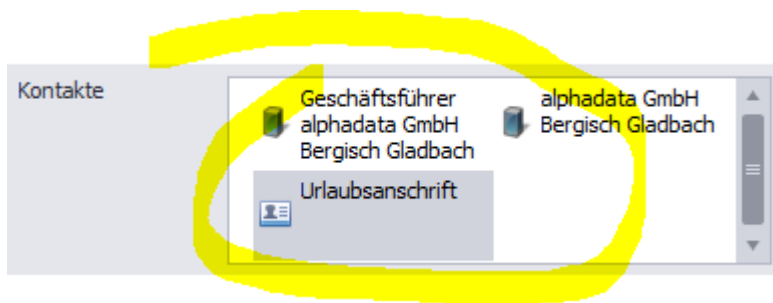 Kontakte
Geschäftsführer
alphadata GmbH
Bergisch Gladbach
alphadata GmbH
Bergisch Gladbach
Urlaubsanschrift